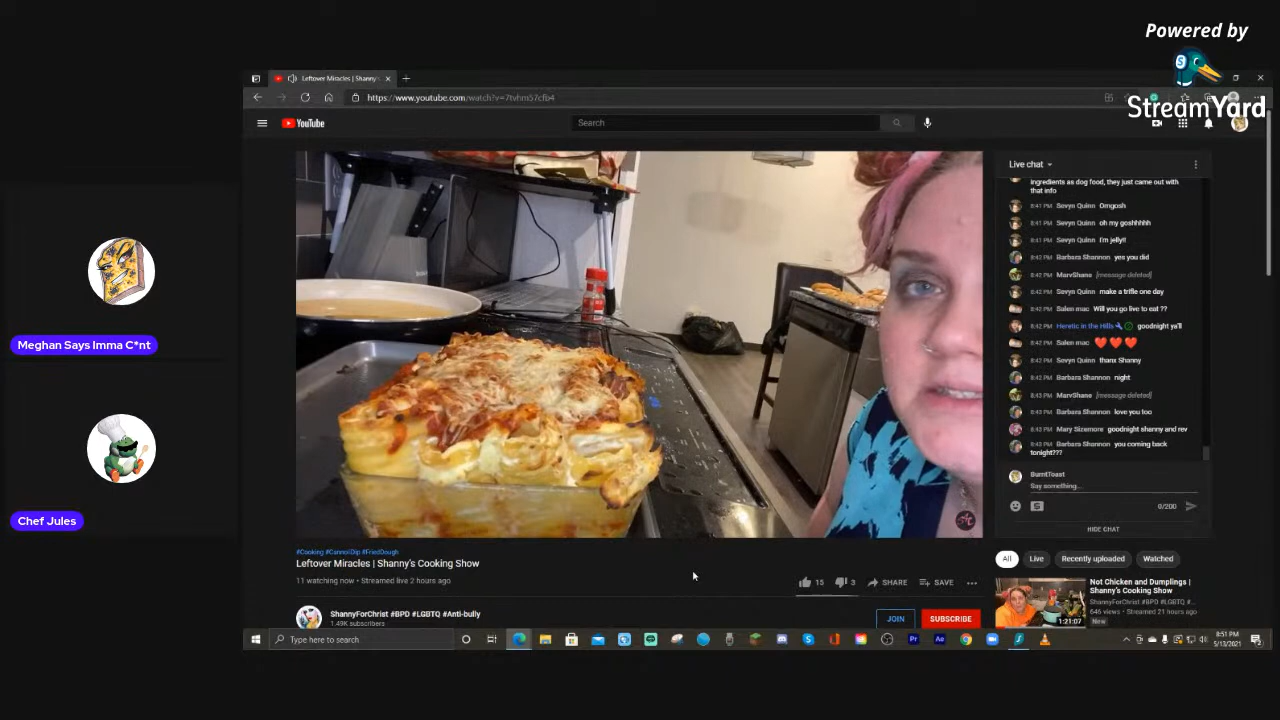 Powered by
StreamYard
Leftover Miracles | Shanny'
https://www.youtube.com/watch?v=7tvhm57cfb4
YouTube
Search
Live chat
ingredients as dog food, they just came out with
that info
8:41 PM Sevyn Quinn Omgosh
8:41 PM Sevyn Quinn oh my goshhhhh
8:41 PM Sevyn Quinn I'm jelly!!
8:42 PM Barbara Shannon yes you did
8:42 PM MarvShane [message deleted]
8:42 PM Sevyn Quinn make a trifle one day
8:42 PM Salen mac Will you go live to eat ??
8:42 PM Heretic in the Hills goodnight ya'll
8:42 PM Salen mac
8:42 PM Sevyn Quinn thanx Shanny
8:42 PM Barbara Shannon night
8:43 PM MarvShane [message deleted]
8:43 PM Barbara Shannon love you too
8:43 PM Mary Sizemore goodnight shanny and rev
8:44 PM Barbara Shannon you coming back
tonight???
BurntToast
Say something...
0/200
HIDE CHAT
Meghan Says Imma C*nt
Chef Jules
#Cooking #CannoliDip #FriedDough
Leftover Miracles | Shanny's Cooking Show
11 watching now • Streamed live 2 hours ago
15
3
SHARE
SAVE
ShannyForChrist #BPD #LGBTQ #Anti-bully
1.49K subscribers
JOIN
SUBSCRIBE
All
Live
Recently uploaded
Watched
Not Chicken and Dumplings |
Shanny's Cooking Show
ShannyForChrist #BPD #LGBTQ #...
646 views • Streamed 21 hours ago
New
1:21:07
Type here to search
8:51 PM
5/13/2021